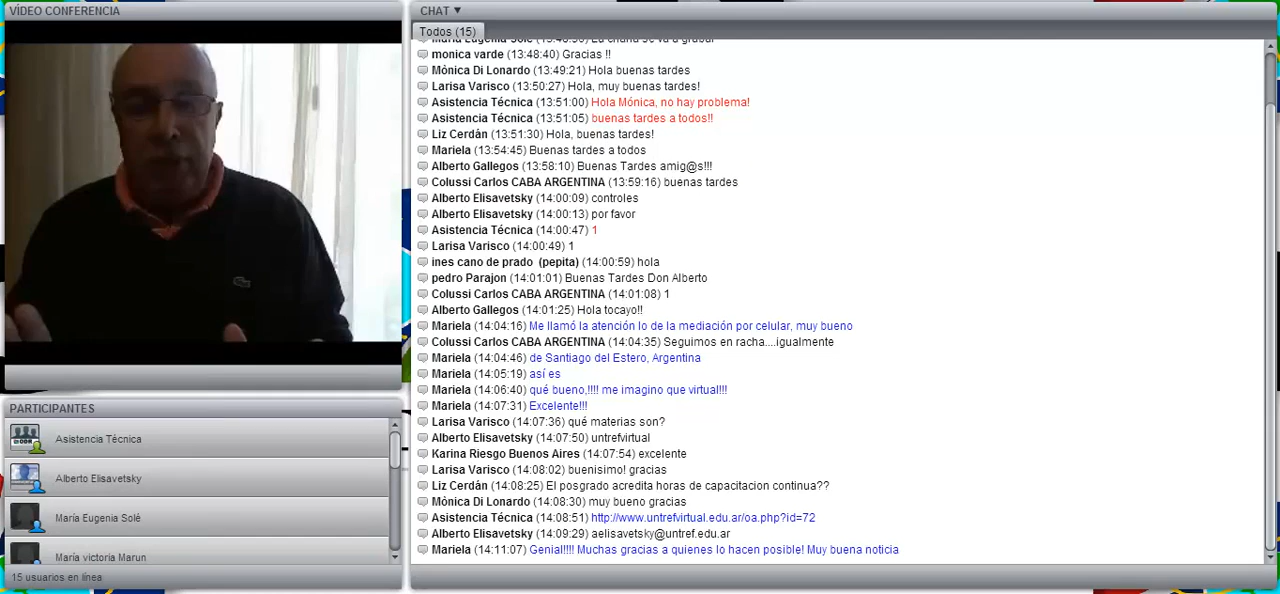 VÍDEO CONFERENCIA
CHAT
Todos (15)
monica varde (13:48:40) Gracias !!
Mónica Di Lonardo (13:49:21) Hola buenas tardes
Larisa Varisco (13:50:27) Hola, muy buenas tardes!
Asistencia Técnica (13:51:00) Hola Mónica, no hay problema!
Asistencia Técnica (13:51:05) buenas tardes a todos!!
Liz Cerdán (13:51:30) Hola, buenas tardes!
Mariela (13:54:45) Buenas tardes a todos
Alberto Gallegos (13:58:10) Buenas Tardes amig@s!!!
Colussi Carlos CABA ARGENTINA (13:59:16) buenas tardes
Alberto Elisavetsky (14:00:09) controles
Alberto Elisavetsky (14:00:13) por favor
Asistencia Técnica (14:00:47) 1
Larisa Varisco (14:00:49) 1
ines cano de prado (pepita) (14:00:59) hola
pedro Parajon (14:01:01) Buenas Tardes Don Alberto
Colussi Carlos CABA ARGENTINA (14:01:08) 1
Alberto Gallegos (14:01:25) Hola tocayo!!
Mariela (14:04:16) Me llamó la atención lo de la mediación por celular, muy bueno
Colussi Carlos CABA ARGENTINA (14:04:35) Seguimos en racha....igualmente
Mariela (14:04:46) de Santiago del Estero, Argentina
Mariela (14:05:19) así es
Mariela (14:06:40) qué bueno,!!!! me imagino que virtual!!!
Mariela (14:07:31) Excelente!!!
Larisa Varisco (14:07:36) qué materias son?
Alberto Elisavetsky (14:07:50) untrefvirtual
Karina Riesgo Buenos Aires (14:07:54) excelente
Larisa Varisco (14:08:02) buenisimo! gracias
Liz Cerdán (14:08:25) El posgrado acredita horas de capacitacion continua??
Mónica Di Lonardo (14:08:30) muy bueno gracias
Asistencia Técnica (14:08:51) http://www.untrefvirtual.edu.ar/oa.php?id=72
Alberto Elisavetsky (14:09:29) aelisavetsky@untref.edu.ar
Mariela (14:11:07) Genial!!!! Muchas gracias a quienes lo hacen posible! Muy buena noticia
PARTICIPANTES
Asistencia Técnica
Alberto Elisavetsky
María Eugenia Solé
María victoria Marun
15 usuarios en línea